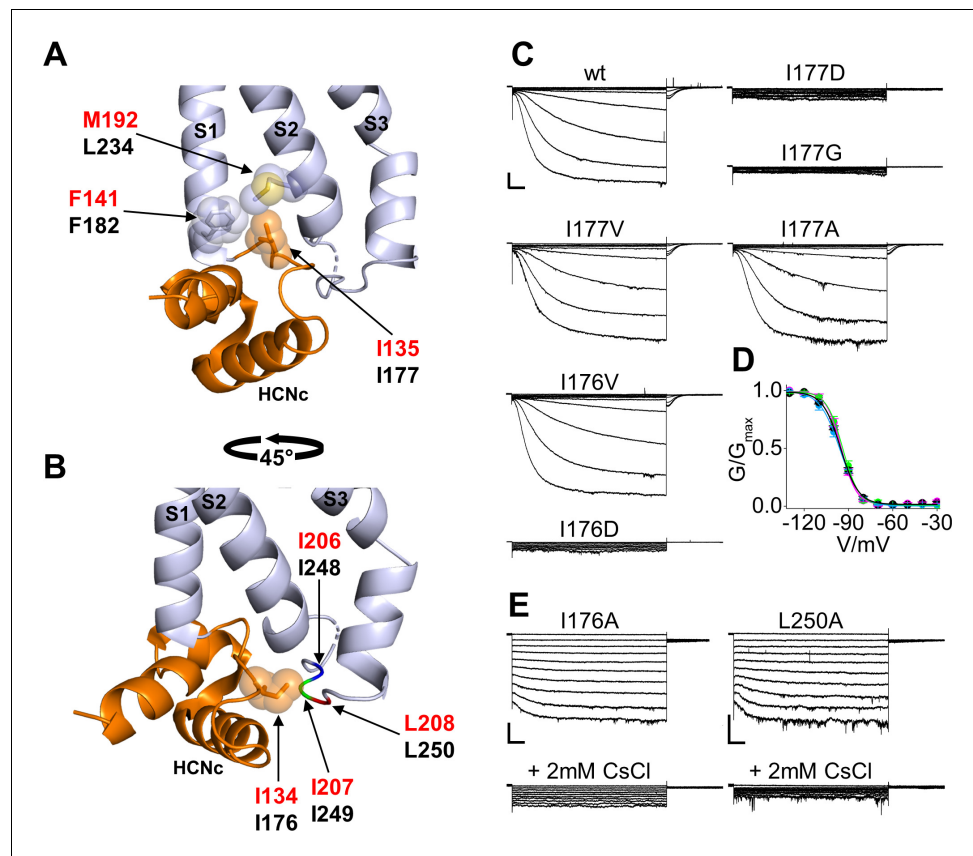 A
S1
S2
S3
M192
L234
F141
F182
I135
I177
HCNc
45°
B
S1
S2
S3
I206
I248
L208
L250
HCNc
I134
I176
I207
I249
C
wt
I177D
I177G
I177V
I177A
I176V
I176D
D
G/Gmax
1.0
0.5
0.0
-120 -90 -60 -30
V/mV
E
I176A
L250A
+ 2mM CsCl
+ 2mM CsCl